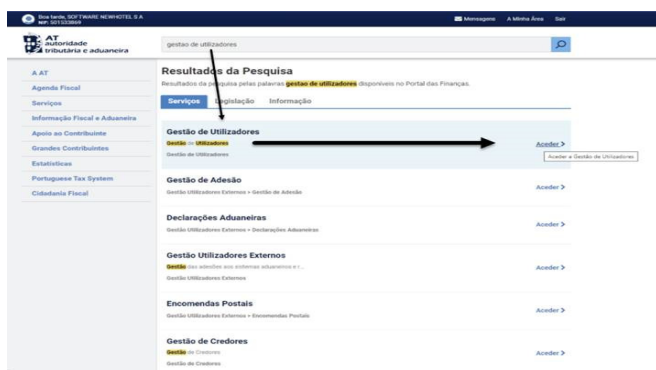 Boa tarde, SOFTWARE NEWHOTEL S A
NIF: 501533869
Mensagens A Minha Área Sair
AT
autoridade
tributária e aduaneira
gestao de utilizadores
A AT
Agenda Fiscal
Serviços
Informação Fiscal e Aduaneira
Apoio ao Contribuinte
Grandes Contribuintes
Estatísticas
Portuguese Tax System
Cidadania Fiscal
Resultados da Pesquisa
Resultados da pesquisa pelas palavras gestao de utilizadores disponíveis no Portal das Finanças.
Serviços Legislação Informação
Gestão de Utilizadores
Gestão de Utilizadores
Gestão de Utilizadores
Aceder
Aceder a Gestão de Utilizadores
Gestão de Adesão
Gestão Utilizadores Externos » Gestão de Adesão
Aceder
Declarações Aduaneiras
Gestão Utilizadores Externos » Declarações Aduaneiras
Aceder
Gestão Utilizadores Externos
Gestão das adesões aos sistemas aduaneiros e r...
Gestão Utilizadores Externos
Aceder
Encomendas Postais
Gestão Utilizadores Externos » Encomendas Postais
Aceder
Gestão de Credores
Gestão de Credores
Gestão de Credores
Aceder